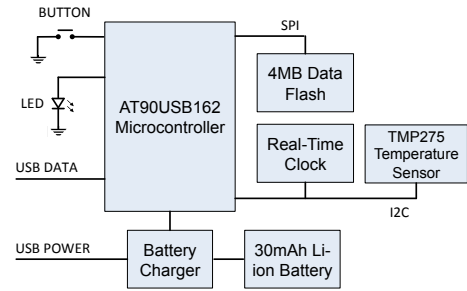 BUTTON
SPI
4MB Data
Flash
LED
AT90USB162
Microcontroller
Real-Time
Clock
TMP275
Temperature
Sensor
USB DATA
I2C
USB POWER
Battery
Charger
30mAh Li-
ion Battery